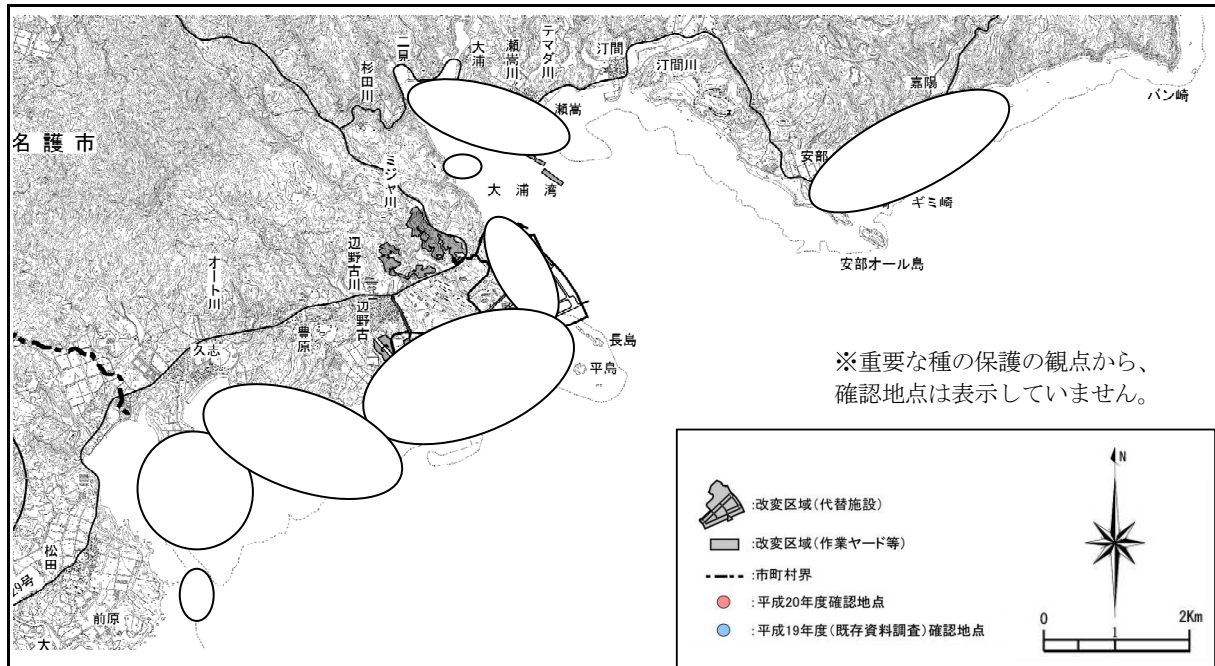 二見
大浦
瀬嵩川
テマダ川
汀間
汀間川
杉田川
瀬嵩
嘉陽
バン崎
名護市
安部
ミジャ川
大浦湾
ギミ崎
安部オール島
辺野古川
オート川
辺野古
豊原
久志
長島
平島
※重要な種の保護の観点から、
確認地点は表示していません。
:改変区域(代替施設)
:改変区域(作業ヤード等)
:市町村界
:平成20年度確認地点
:平成19年度(既存資料調査)確認地点
N
0 1 2Km
松田
29号
前原
大